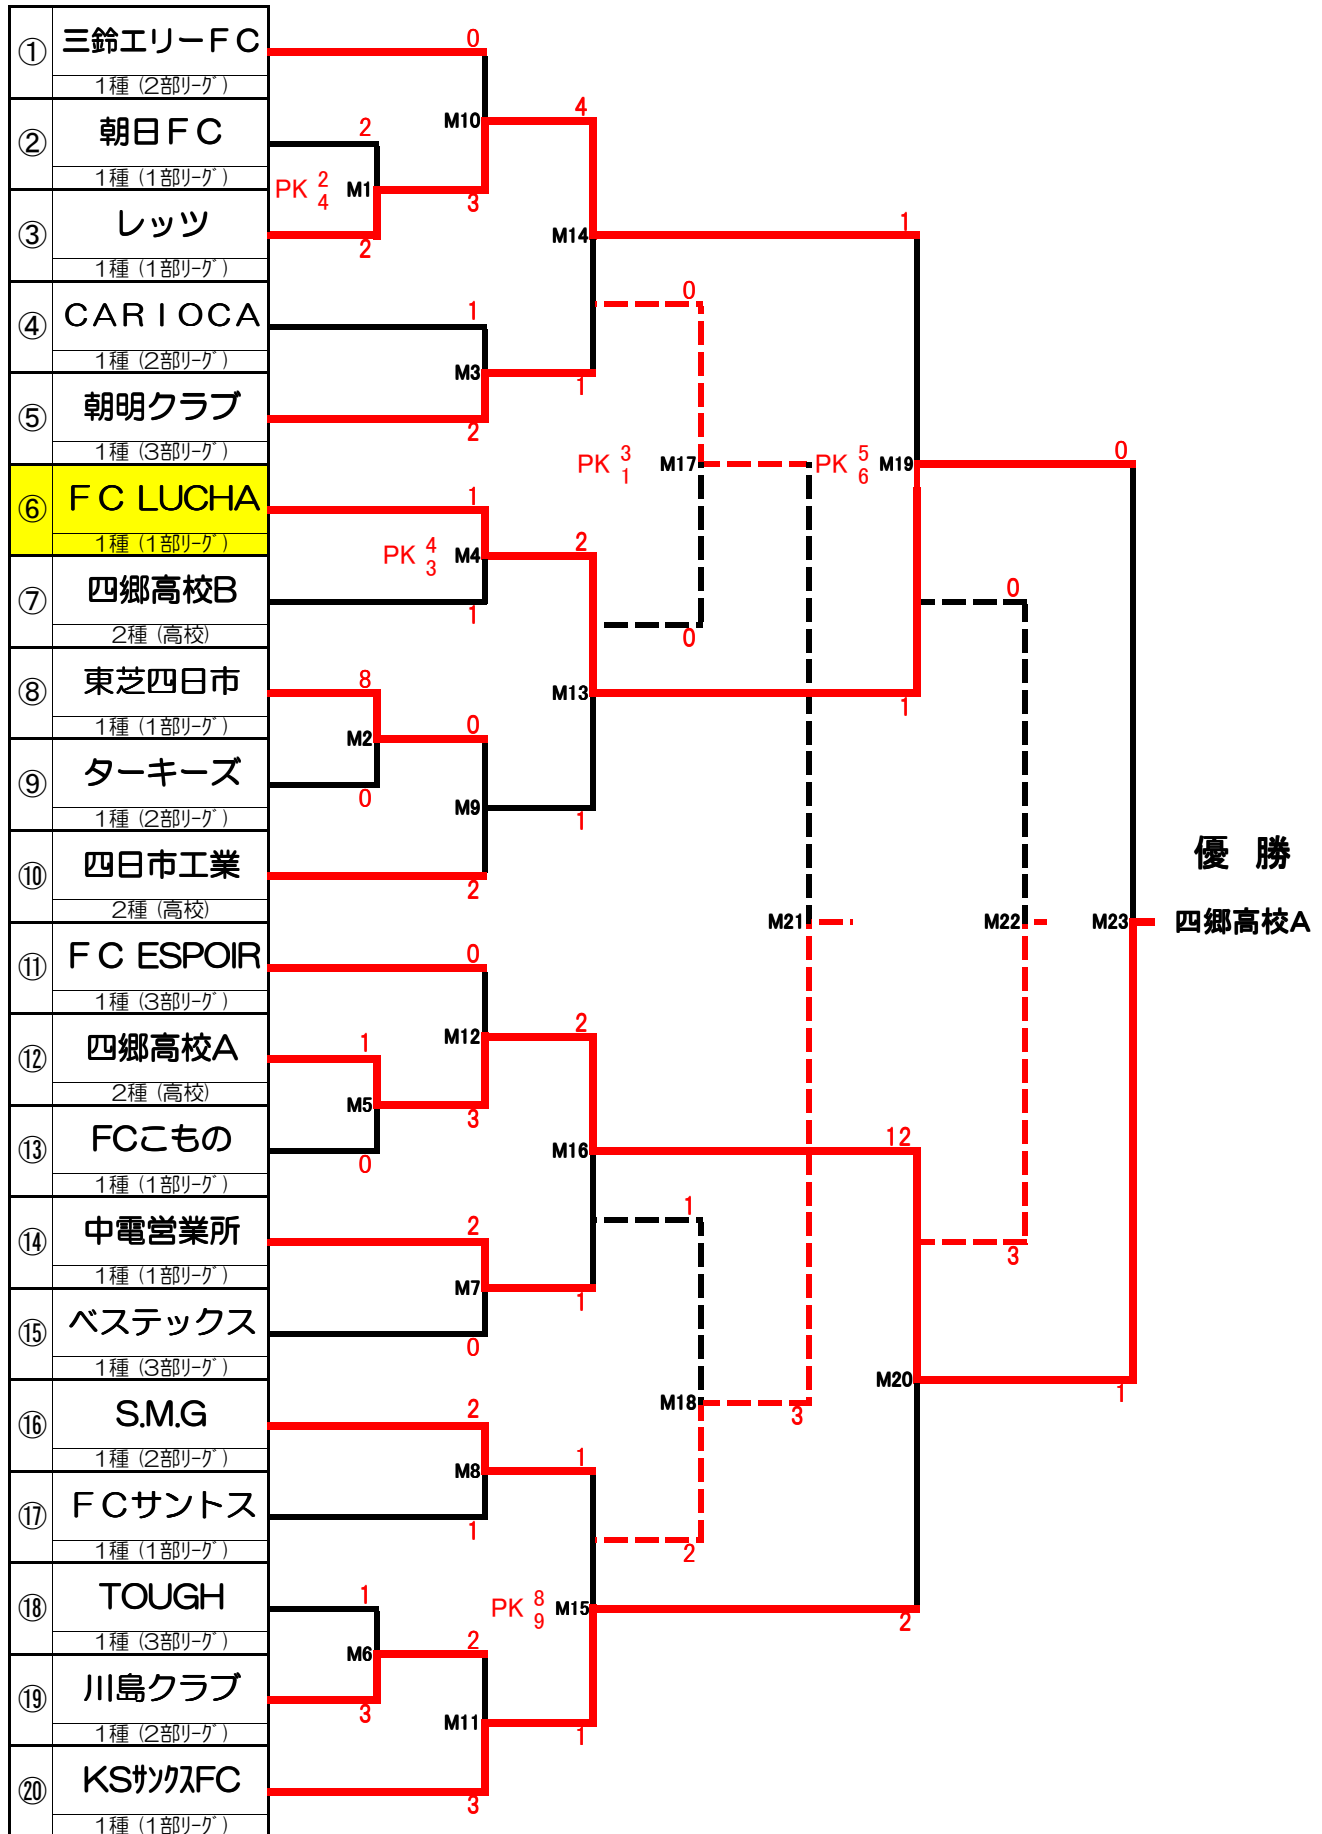 ① 三鈴エリーFC 0
1種 (2部ﾘｰｸﾞ)
M10 4
② 朝日FC 2
1種 (1部ﾘｰｸﾞ)
PK 2 4 M1 3
③ レッツ 2
1種 (1部ﾘｰｸﾞ)
M14 1
④ CARIOCA 1 0
1種 (2部ﾘｰｸﾞ)
M3 1
⑤ 朝明クラブ 2
1種 (3部ﾘｰｸﾞ)
PK 3 1 M17 PK 5 6 M19 0
⑥ FC LUCHA 1
1種 (1部ﾘｰｸﾞ)
PK 4 3 M4 2
⑦ 四郷高校B 1 0 0
2種 (高校)
⑧ 東芝四日市 8 M13 1
1種 (1部ﾘｰｸﾞ)
M2 0
⑨ ターキーズ 0
1種 (2部ﾘｰｸﾞ)
M9 1
⑩ 四日市工業 2
2種 (高校)
優 勝
M21 M22 M23 四郷高校A
⑪ FC ESPOIR 0
1種 (3部ﾘｰｸﾞ)
M12 2
⑫ 四郷高校A 1
2種 (高校)
M5 3
⑬ FCこもの 0 M16 12
1種 (1部ﾘｰｸﾞ)
⑭ 中電営業所 2 1 3
1種 (1部ﾘｰｸﾞ)
M7 1
⑮ ベステックス 0
1種 (3部ﾘｰｸﾞ)
M20 1
⑯ S.M.G 2 M18 3
1種 (2部ﾘｰｸﾞ)
M8 1
⑰ FCサントス 1 2
1種 (1部ﾘｰｸﾞ)
⑱ TOUGH 1 PK 8 9 M15 2
1種 (3部ﾘｰｸﾞ)
M6 2
⑲ 川島クラブ 3
1種 (2部ﾘｰｸﾞ)
M11 1
⑳ KSｻﾝｸｽFC 3
1種 (1部ﾘｰｸﾞ)